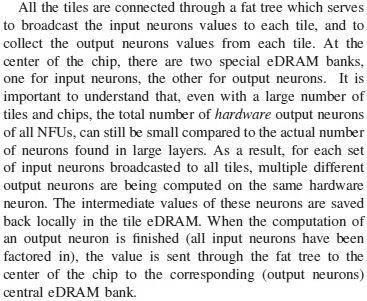 All the tiles are connected through a fat tree which serves
to broadcast the input neurons values to each tile, and to
collect the output neurons values from each tile. At the
center of the chip, there are two special eDRAM banks,
one for input neurons, the other for output neurons. It is
important to understand that, even with a large number of
tiles and chips, the total number of hardware output neurons
of all NFUs, can still be small compared to the actual number
of neurons found in large layers. As a result, for each set
of input neurons broadcasted to all tiles, multiple different
output neurons are being computed on the same hardware
neuron. The intermediate values of these neurons are saved
back locally in the tile eDRAM. When the computation of
an output neuron is finished (all input neurons have been
factored in), the value is sent through the fat tree to the
center of the chip to the corresponding (output neurons)
central eDRAM bank.